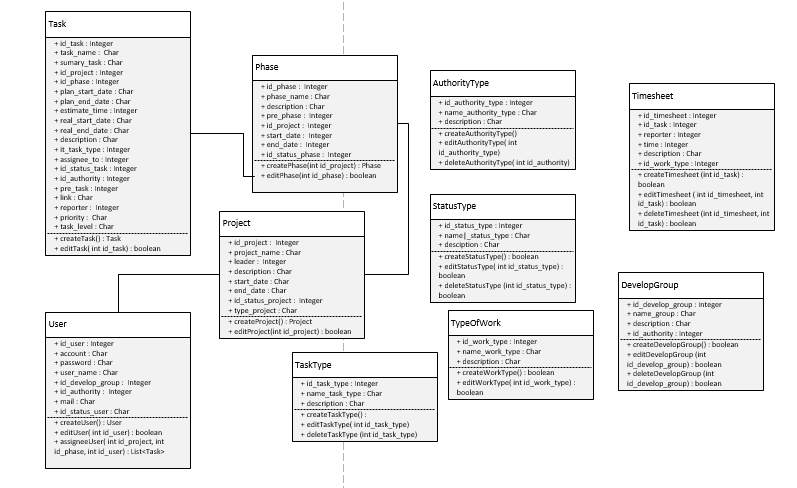 Task
+ id_task : Integer
+ task_name : Char
+ sumary_task : Char
+ id_project : Integer
+ id_phase : Integer
+ plan_start_date : Char
+ plan_end_date : Char
+ estimate_time : Integer
+ real_start_date : Char
+ real_end_date : Char
+ description : Char
+ it_task_type : Integer
+ assignee_to : Integer
+ id_status_task : Integer
+ id_authority : Integer
+ pre_task : Integer
+ link : Char
+ reporter : Integer
+ priority : Char
+ task_level : Char
+ createTask() : Task
+ editTask( int id_task) : boolean
Phase
+ id_phase : Integer
+ phase_name : Char
+ description : Char
+ pre_phase : Integer
+ id_project : Integer
+ start_date : Integer
+ end_date : Integer
+ id_status_phase : Integer
+ createPhase(int id_project) : Phase
+ editPhase(int id_phase) : boolean
AuthorityType
+ id_authority_type : Integer
+ name_authority_type : Char
+ description : Char
+ createAuthorityType()
+ editAuthorityType( int
id_authority_type)
+ deleteAuthorityType( int id_authority)
Timesheet
+ id_timesheet : Integer
+ id_task : Integer
+ reporter : Integer
+ time : Integer
+ description : Char
+ id_work_type : Integer
+ createTimesheet (int id_task) :
boolean
+ editTimesheet ( int id_timesheet, int
id_task) : boolean
+ deleteTimesheet (int id_timesheet, int
id_task) : boolean
Project
+ id_project : Integer
+ project_name : Char
+ leader : Integer
+ description : Char
+ start_date : Char
+ end_date : Char
+ id_status_project : Integer
+ type_project : Char
+ createProject() : Project
+ editProject(int id_project) : boolean
StatusType
+ id_status_type : Integer
+ name|_status_type : Char
+ desciption : Char
+ createStatusType() : boolean
+ editStatusType( int id_status_type) :
boolean
+ deleteStatusType (int id_status_type) :
boolean
DevelopGroup
+ id_develop_group : Integer
+ name_group : Char
+ description : Char
+ id_authority : Integer
+ createDevelopGroup() : boolean
+ editDevelopGroup (int
id_develop_group) : boolean
+ deleteDevelopGroup (int
id_develop_group) : boolean
User
+ id_user : Integer
+ account : Char
+ password : Char
+ user_name : Char
+ id_develop_group : Integer
+ id_authority : Integer
+ mail : Char
+ id_status_user : Char
+ createUser() : User
+ editUser( int id_user) : boolean
+ assigneeUser( int id_project, int
id_phase, int id_user) : List<Task>
TypeOfWork
+ id_work_type : Integer
+ name_work_type : Char
+ description : Char
+ createWorkType() : boolean
+ editWorkType( int id_work_type) :
boolean
TaskType
+ id_task_type : Integer
+ name_task_type : Char
+ description : Char
+ createTaskType() :
+ editTaskType( int id_task_type)
+ deleteTaskType (int id_task_type)